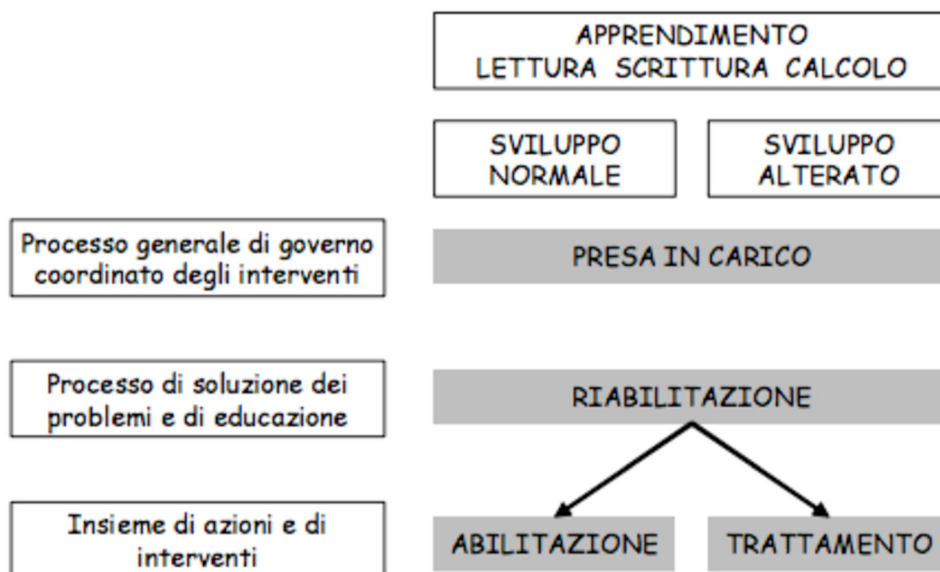 APPRENDIMENTO
LETTURA SCRITTURA CALCOLO
SVILUPPO
NORMALE
SVILUPPO
ALTERATO
Processo generale di governo
coordinato degli interventi
PRESA IN CARICO
Processo di soluzione dei
problemi e di educazione
RIABILITAZIONE
Insieme di azioni e di
interventi
ABILITAZIONE
TRATTAMENTO